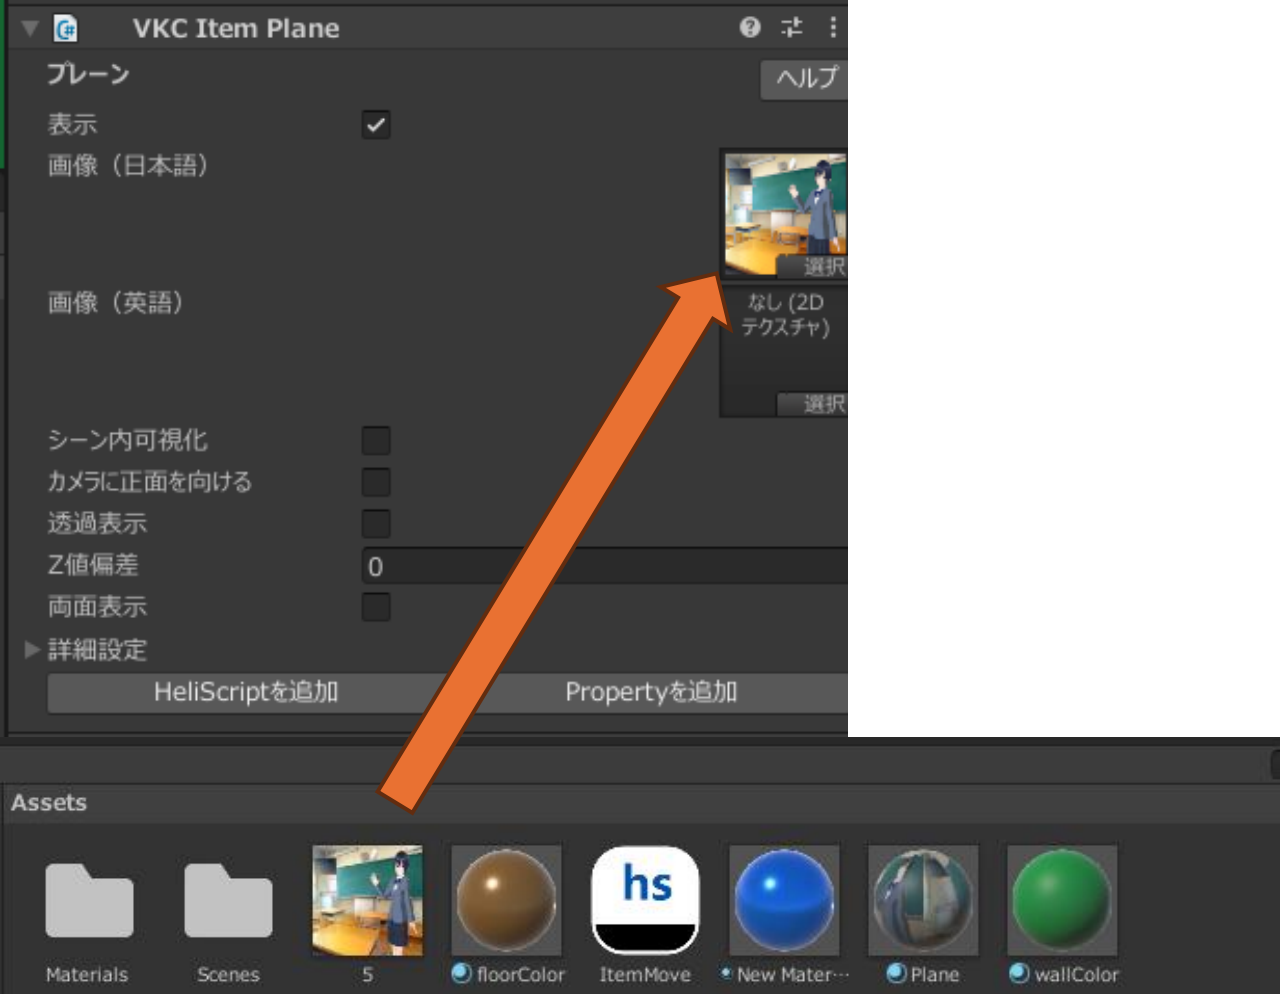 VKC Item Plane
プレーン
ヘルプ
表示
画像（日本語）
選択
画像（英語）
なし (2D
テクスチャ)
選択
シーン内可視化
カメラに正面を向ける
透過表示
Z値偏差 0
両面表示
詳細設定
HeliScriptを追加 Propertyを追加
Assets
hs
Materials Scenes 5 floorColor ItemMove New Mater… Plane wallColor